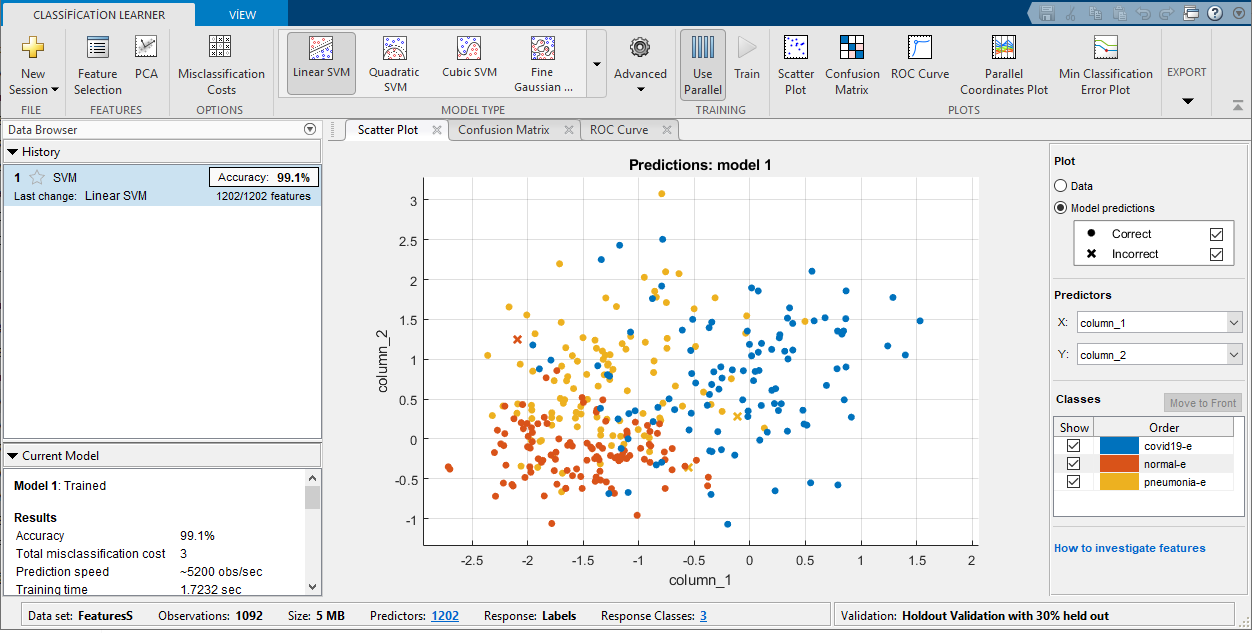 CLASSIFICATION LEARNER
VIEW
New Session
FILE
Feature Selection
PCA
FEATURES
Misclassification Costs
OPTIONS
Linear SVM
Quadratic SVM
Cubic SVM
Fine Gaussian ...
MODEL TYPE
Advanced
Use Parallel
Train
TRAINING
Scatter Plot
Confusion Matrix
ROC Curve
Parallel Coordinates Plot
Min Classification Error Plot
PLOTS
EXPORT
Data Browser
History
1 SVM Accuracy: 99.1%
Last change: Linear SVM 1202/1202 features
Current Model
Model 1: Trained
Results
Accuracy 99.1%
Total misclassification cost 3
Prediction speed ~5200 obs/sec
Training time 1.7232 sec
Scatter Plot
Confusion Matrix
ROC Curve
Predictions: model 1
3
2.5
2
1.5
1
0.5
0
-0.5
-1
column_2
-2.5 -2 -1.5 -1 -0.5 0 0.5 1 1.5 2
column_1
Plot
Data
Model predictions
Correct
Incorrect
Predictors
X: column_1
Y: column_2
Classes
Move to Front
Show Order
covid19-e
normal-e
pneumonia-e
How to investigate features
Data set: FeaturesS Observations: 1092 Size: 5 MB Predictors: 1202 Response: Labels Response Classes: 3
Validation: Holdout Validation with 30% held out